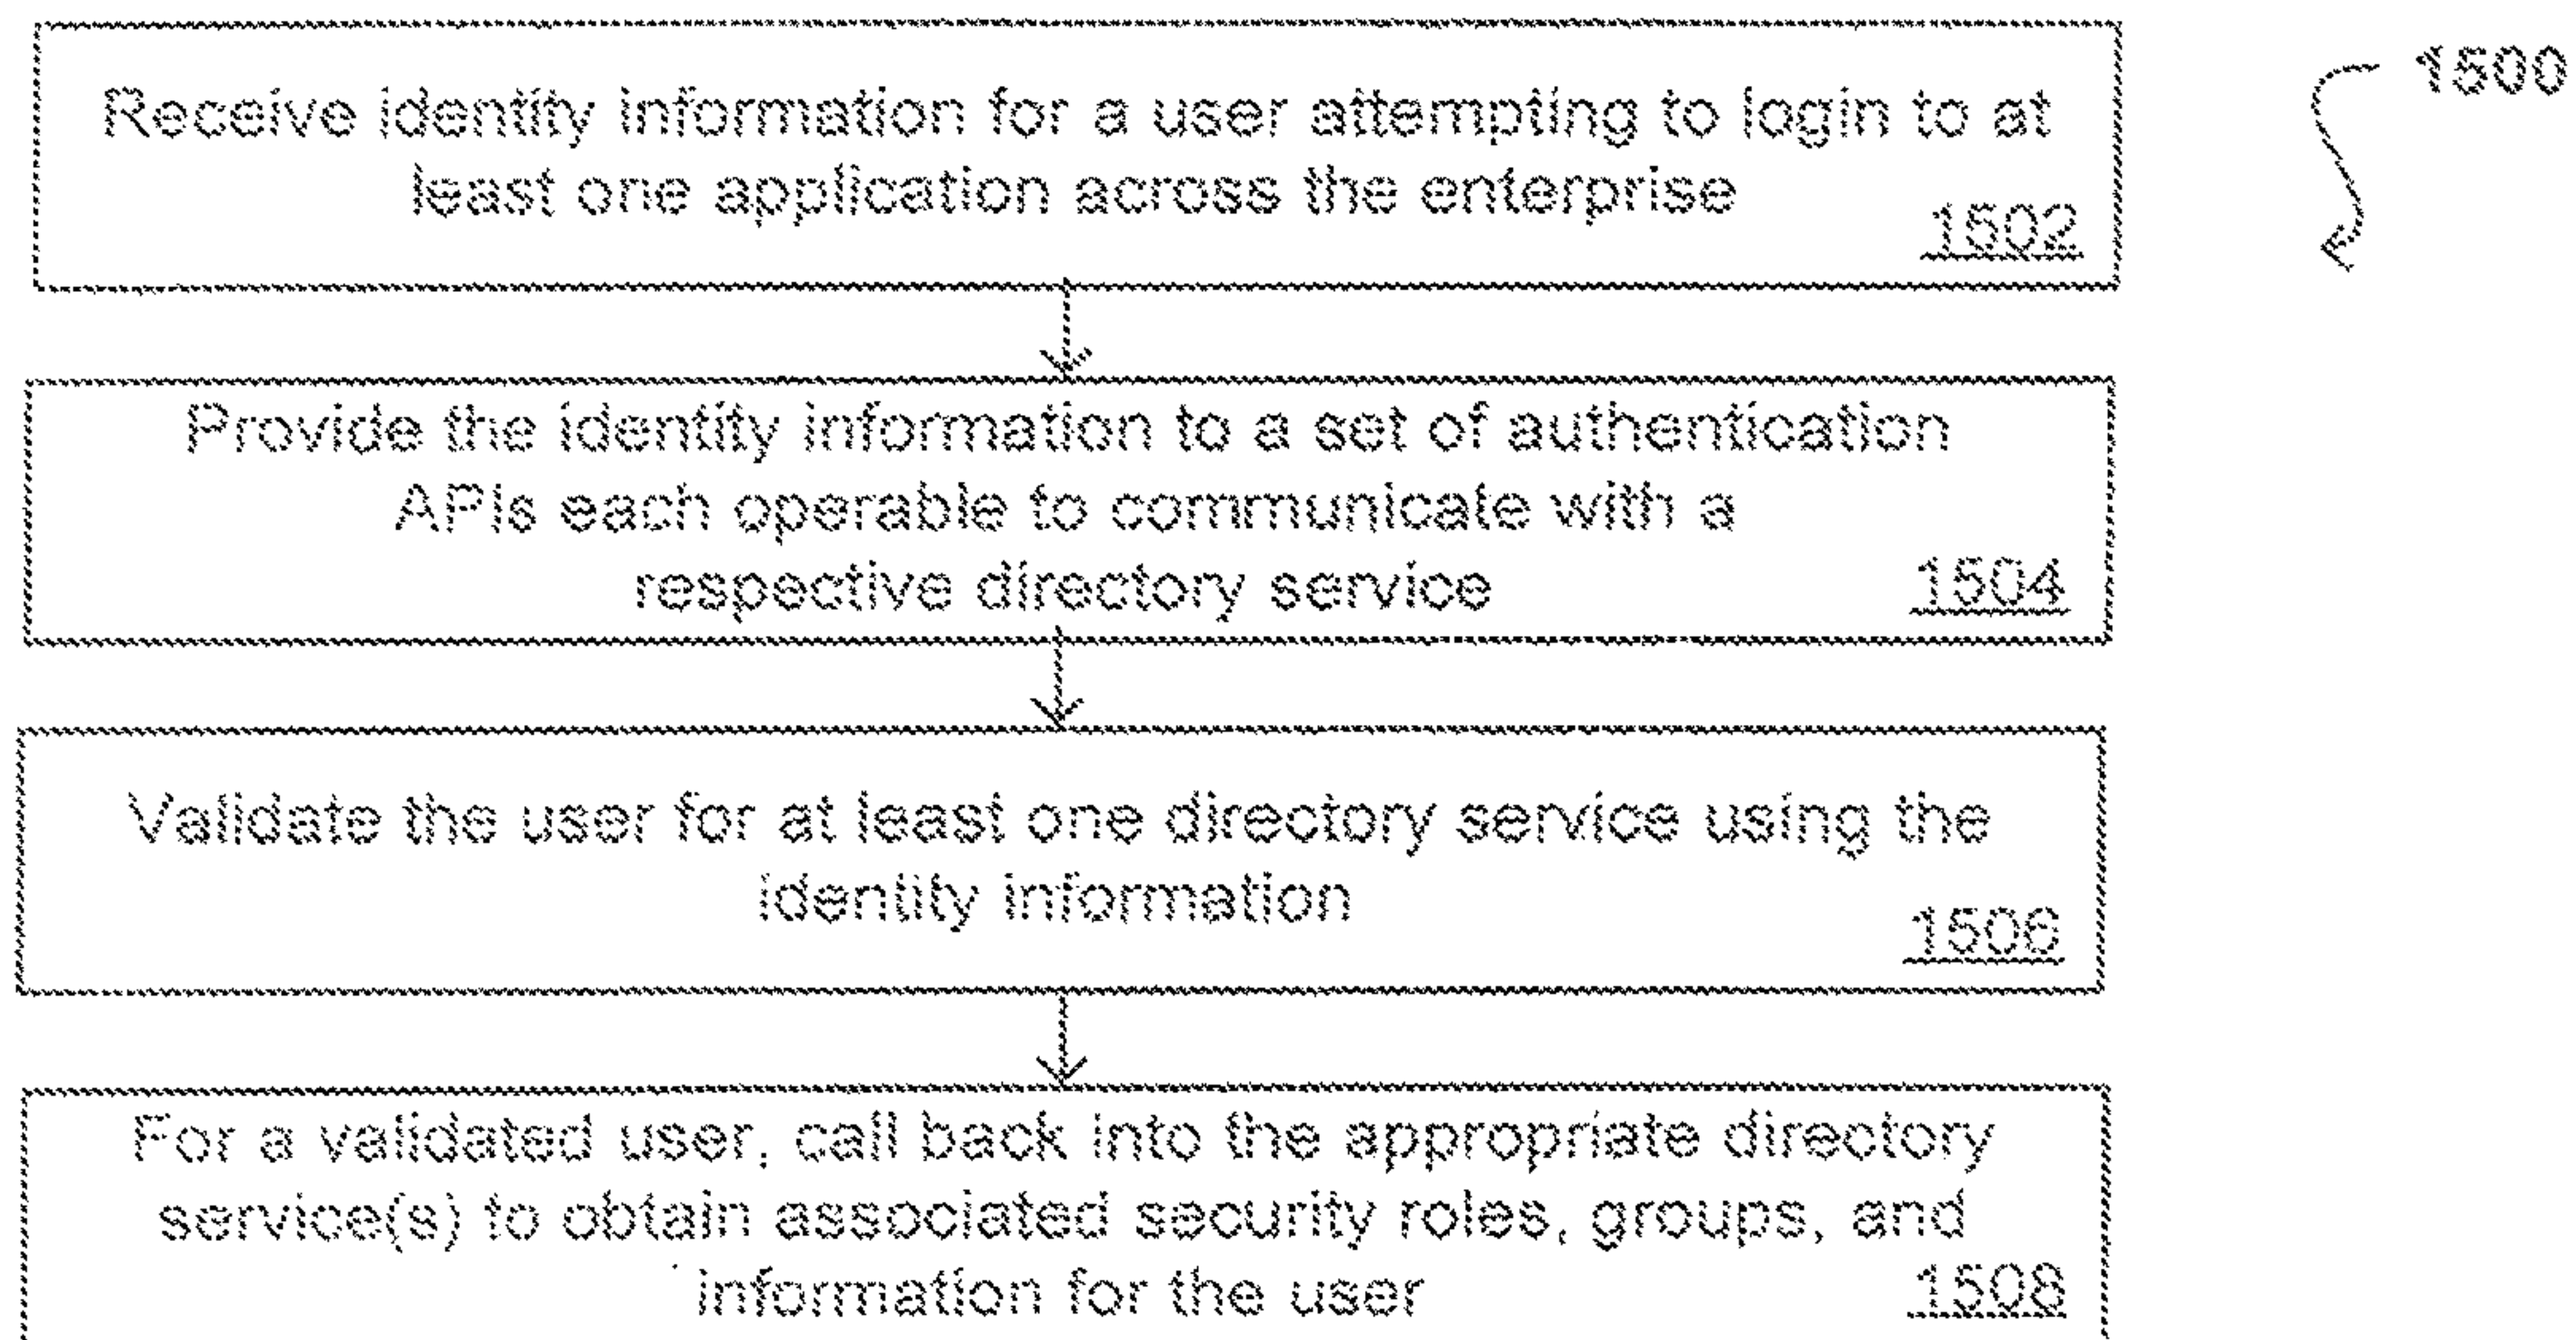 1500
Receive identity information for a user attempting to login to at
least one application across the enterprise
1502
Provide the identity information to a set of authentication
APIs each operable to communicate with a
respective directory service
1504
Validate the user for at least one directory service using the
identity information
1506
For a validated user, call back into the appropriate directory
service(s) to obtain associated security roles, groups, and
information for the user
1508